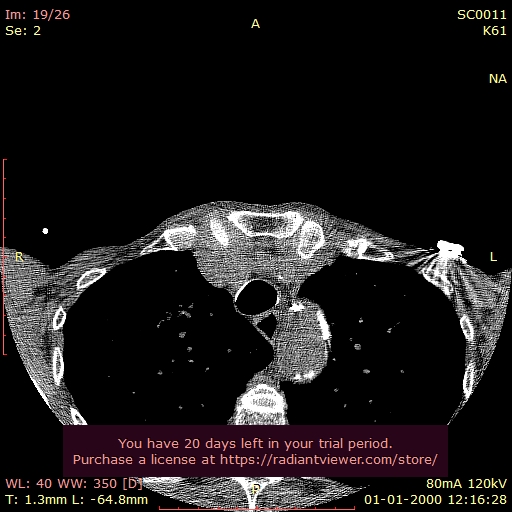 Im: 19/26
Se: 2
A
SC0011
K61
NA
R
L
You have 20 days left in your trial period.
Purchase a license at https://radiantviewer.com/store/
WL: 40 WW: 350 [D]
T: 1.3mm L: -64.8mm
80mA 120kV
01-01-2000 12:16:28